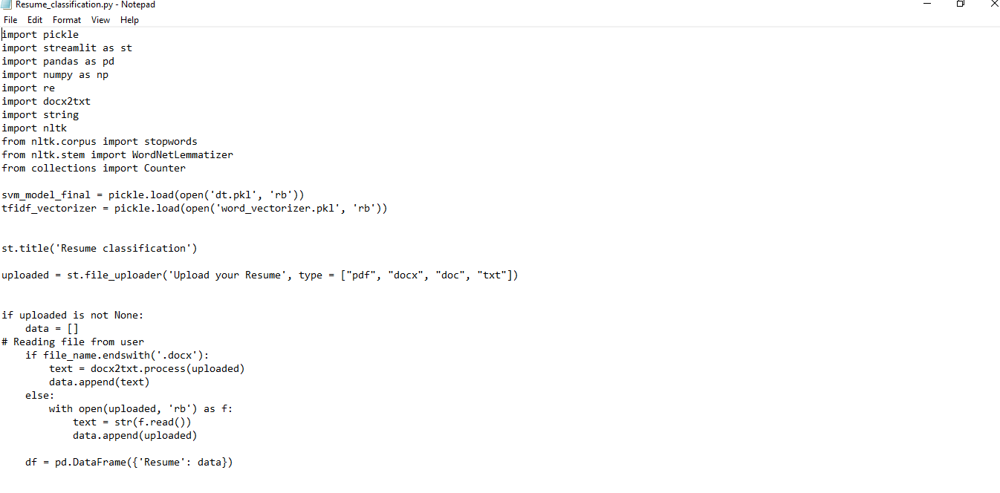 Resume_classification.py - Notepad
File Edit Format View Help
import pickle
import streamlit as st
import pandas as pd
import numpy as np
import re
import docx2txt
import string
import nltk
from nltk.corpus import stopwords
from nltk.stem import WordNetLemmatizer
from collections import Counter

svm_model_final = pickle.load(open('dt.pkl', 'rb'))
tfidf_vectorizer = pickle.load(open('word_vectorizer.pkl', 'rb'))


st.title('Resume classification')

uploaded = st.file_uploader('Upload your Resume', type = ["pdf", "docx", "doc", "txt"])


if uploaded is not None:
    data = []
# Reading file from user
    if file_name.endswith('.docx'):
        text = docx2txt.process(uploaded)
        data.append(text)
    else:
        with open(uploaded, 'rb') as f:
            text = str(f.read())
            data.append(uploaded)

    df = pd.DataFrame({'Resume': data})